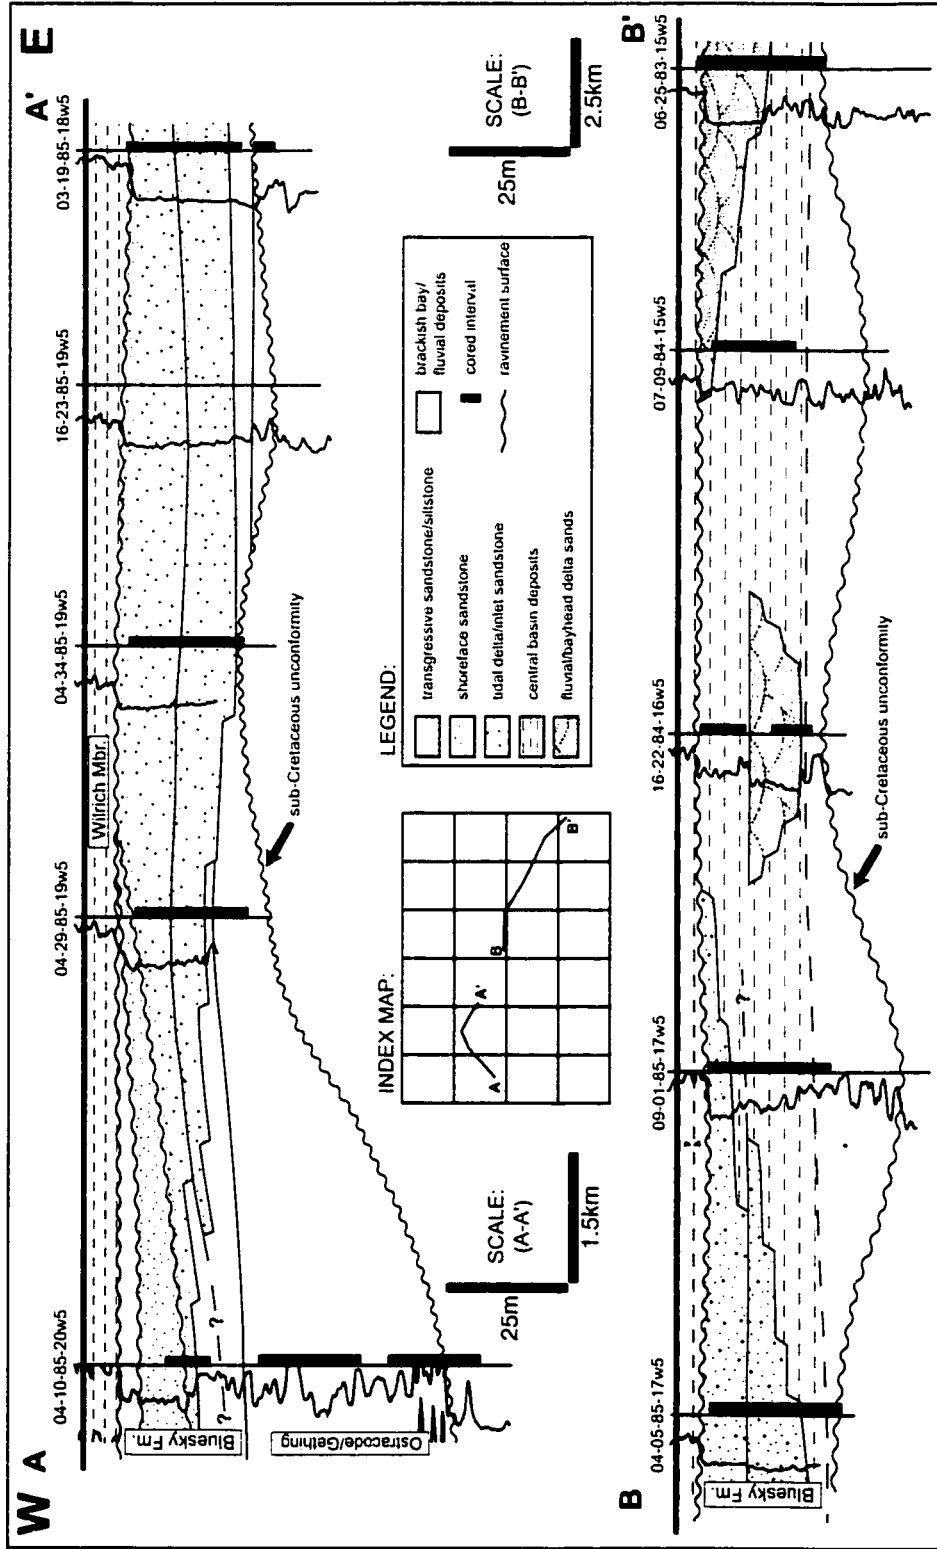 W
A
A'
E
04-10-85-20w5
04-29-85-19w5
04-34-85-19w5
16-23-85-19w5
03-19-85-18w5
Wilrich Mbr.
Bluesky Fm.
Ostracode/Gething
?
?
sub-Cretaceous unconformity
25m
SCALE:
(A-A')
1.5km
INDEX MAP:
A
A'
B
B'
LEGEND:
transgressive sandstone/siltstone
shoreface sandstone
tidal delta/inlet sandstone
central basin deposits
fluvial/bayhead delta sands
brackish bay/
fluvial deposits
cored interval
ravinement surface
25m
SCALE:
(B-B')
2.5km
B
B'
04-05-85-17w5
09-01-85-17w5
16-22-84-16w5
07-09-84-15w5
06-25-83-15w5
Bluesky Fm.
?
sub-Cretaceous unconformity